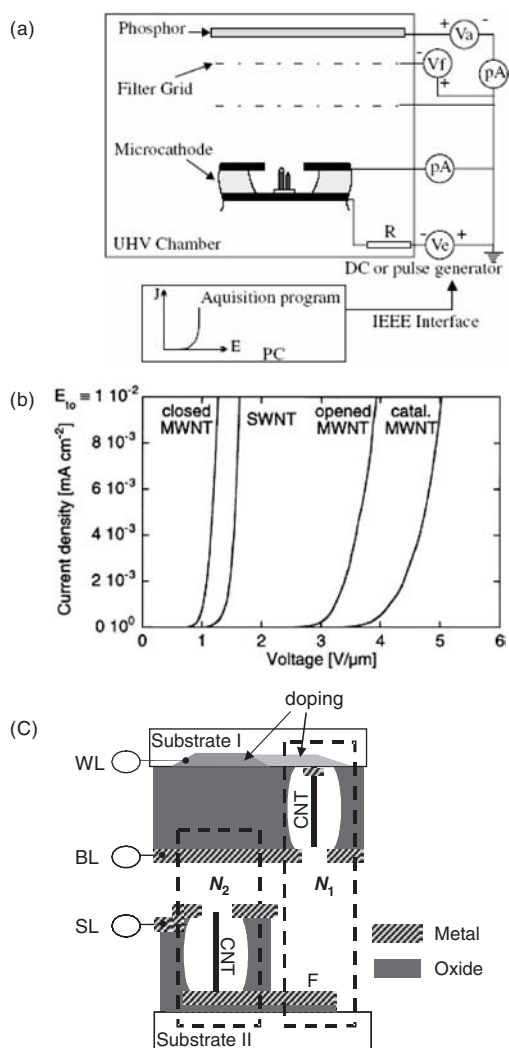 (a)
Phosphor
Filter Grid
Microcathode
UHV Chamber
+ Va -
- Vf +
pA
pA
R - Ve +
DC or pulse generator
IEEE Interface
J
Aquisition program
E
PC
(b)
E_to ≡ 1 10^-2
8 10^-3
6 10^-3
4 10^-3
2 10^-3
0 10^0
Current density [mA cm^-2]
closed MWNT
SWNT
opened MWNT
catal. MWNT
0 1 2 3 4 5 6
Voltage [V/μm]
(C)
doping
Substrate I
WL
CNT
BL
N_2 N_1
SL
CNT
F
Metal
Oxide
Substrate II